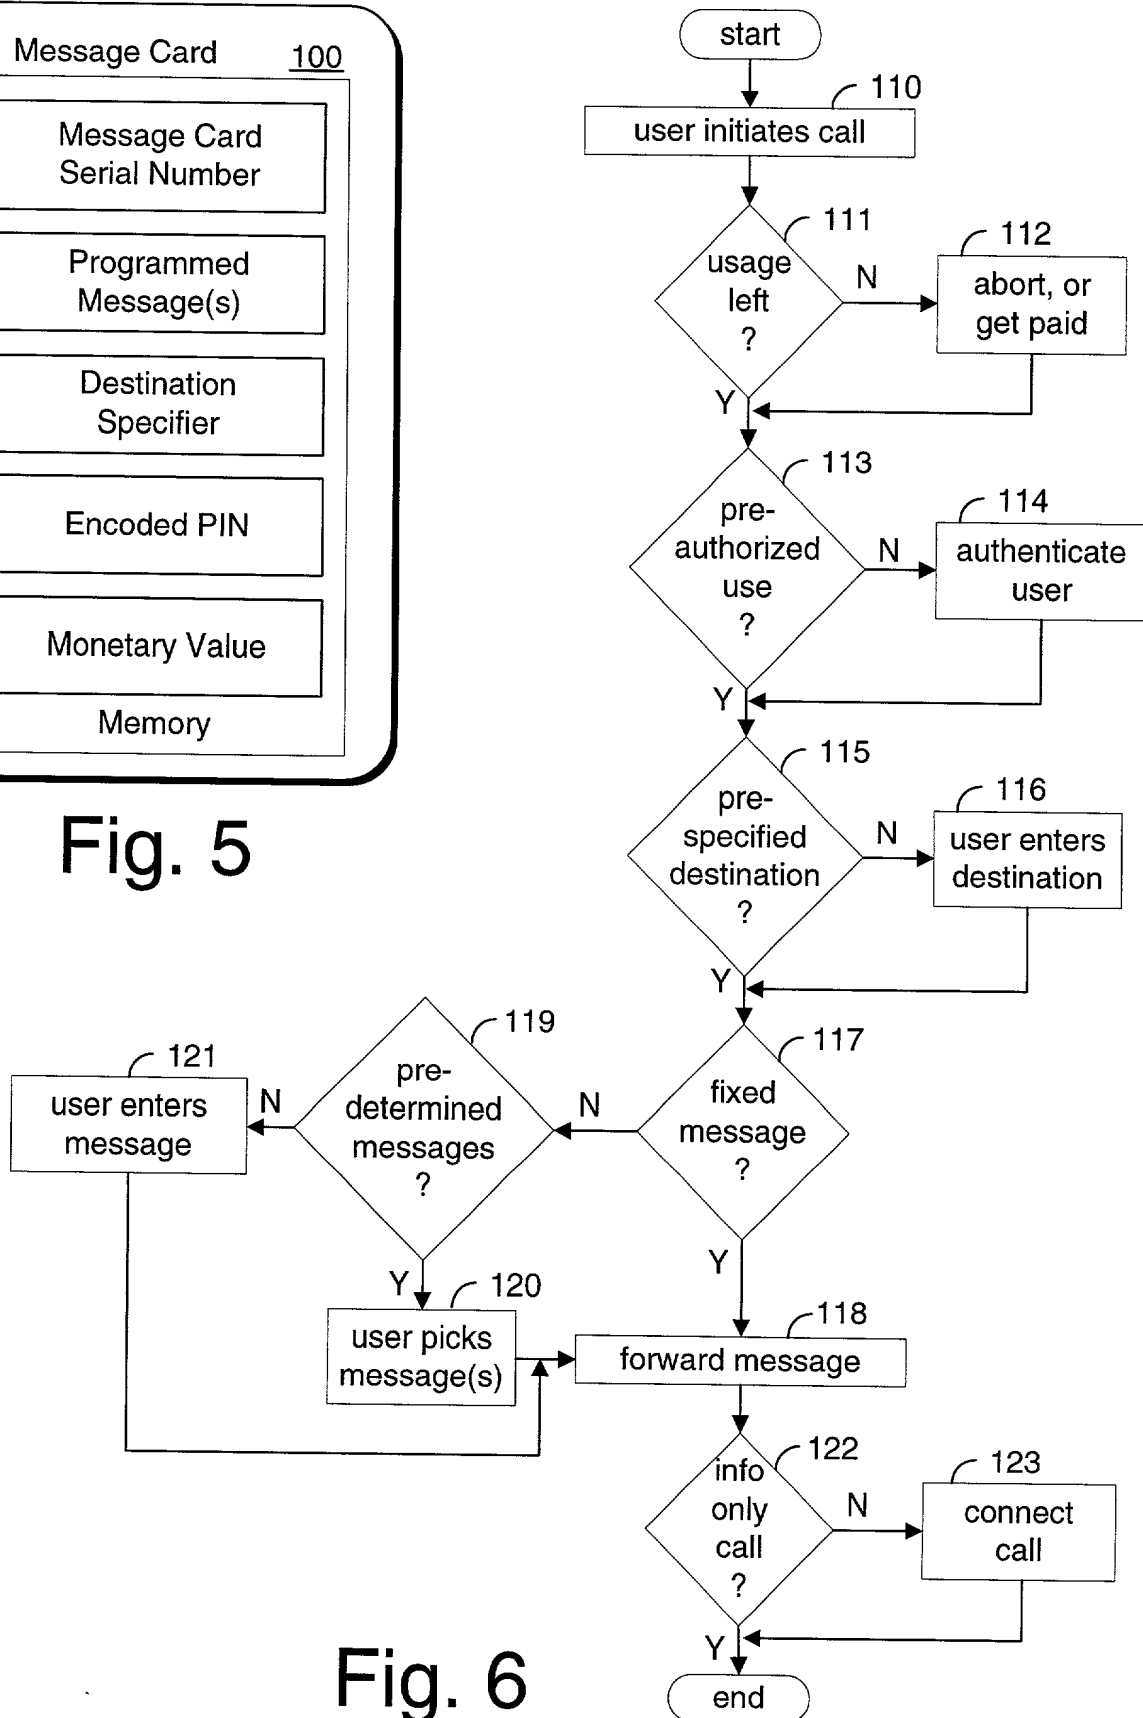 Message Card 100
Message Card
Serial Number
Programmed
Message(s)
Destination
Specifier
Encoded PIN
Monetary Value
Memory
Fig. 5
start
110
user initiates call
111
usage
left
?
N
112
abort, or
get paid
Y
113
pre-
authorized
use
?
N
114
authenticate
user
Y
115
pre-
specified
destination
?
N
116
user enters
destination
Y
117
fixed
message
?
N
119
pre-
determined
messages
?
N
121
user enters
message
Y
120
user picks
message(s)
Y
118
forward message
122
info
only
call
?
N
123
connect
call
Y
end
Fig. 6